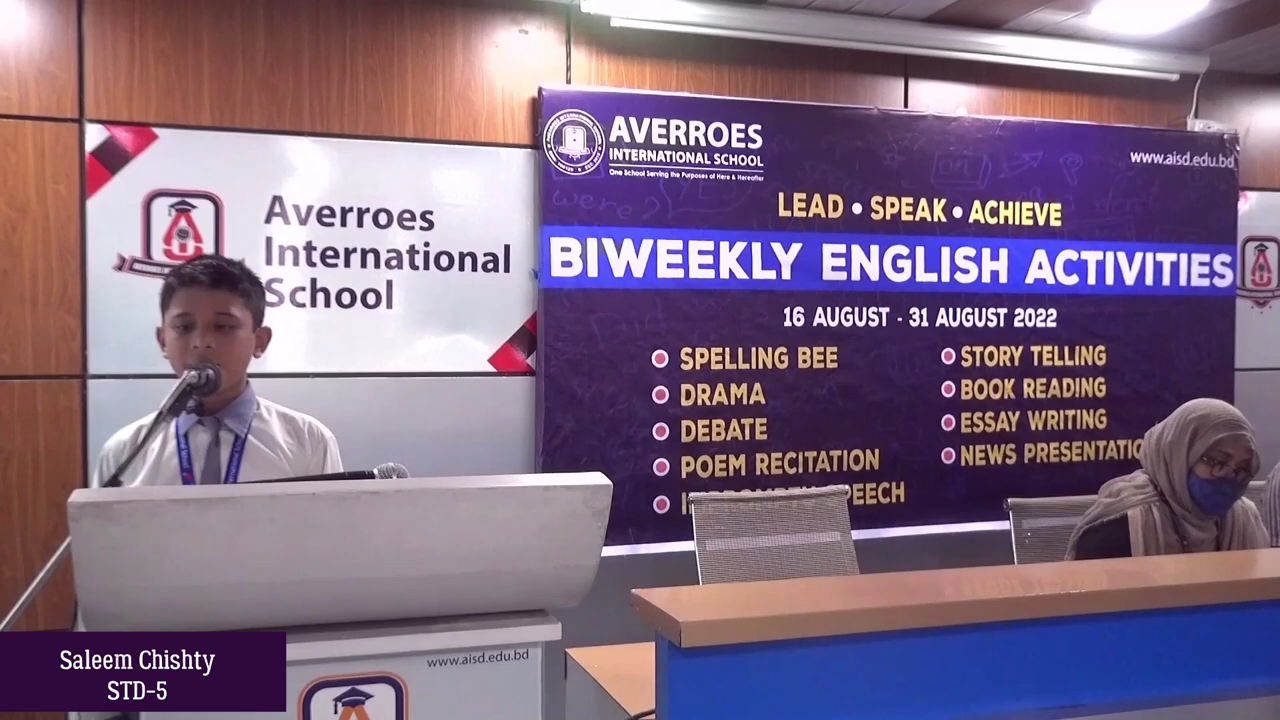 Averroes
International
School
AVERROES
INTERNATIONAL SCHOOL
One School Serving the Purposes of Here & Hereafter
www.aisd.edu.bd
LEAD • SPEAK • ACHIEVE
BIWEEKLY ENGLISH ACTIVITIES
16 AUGUST - 31 AUGUST 2022
SPELLING BEE
DRAMA
DEBATE
POEM RECITATION
SPEECH
STORY TELLING
BOOK READING
ESSAY WRITING
NEWS PRESENTATIO
www.aisd.edu.bd
Saleem Chishty
STD-5